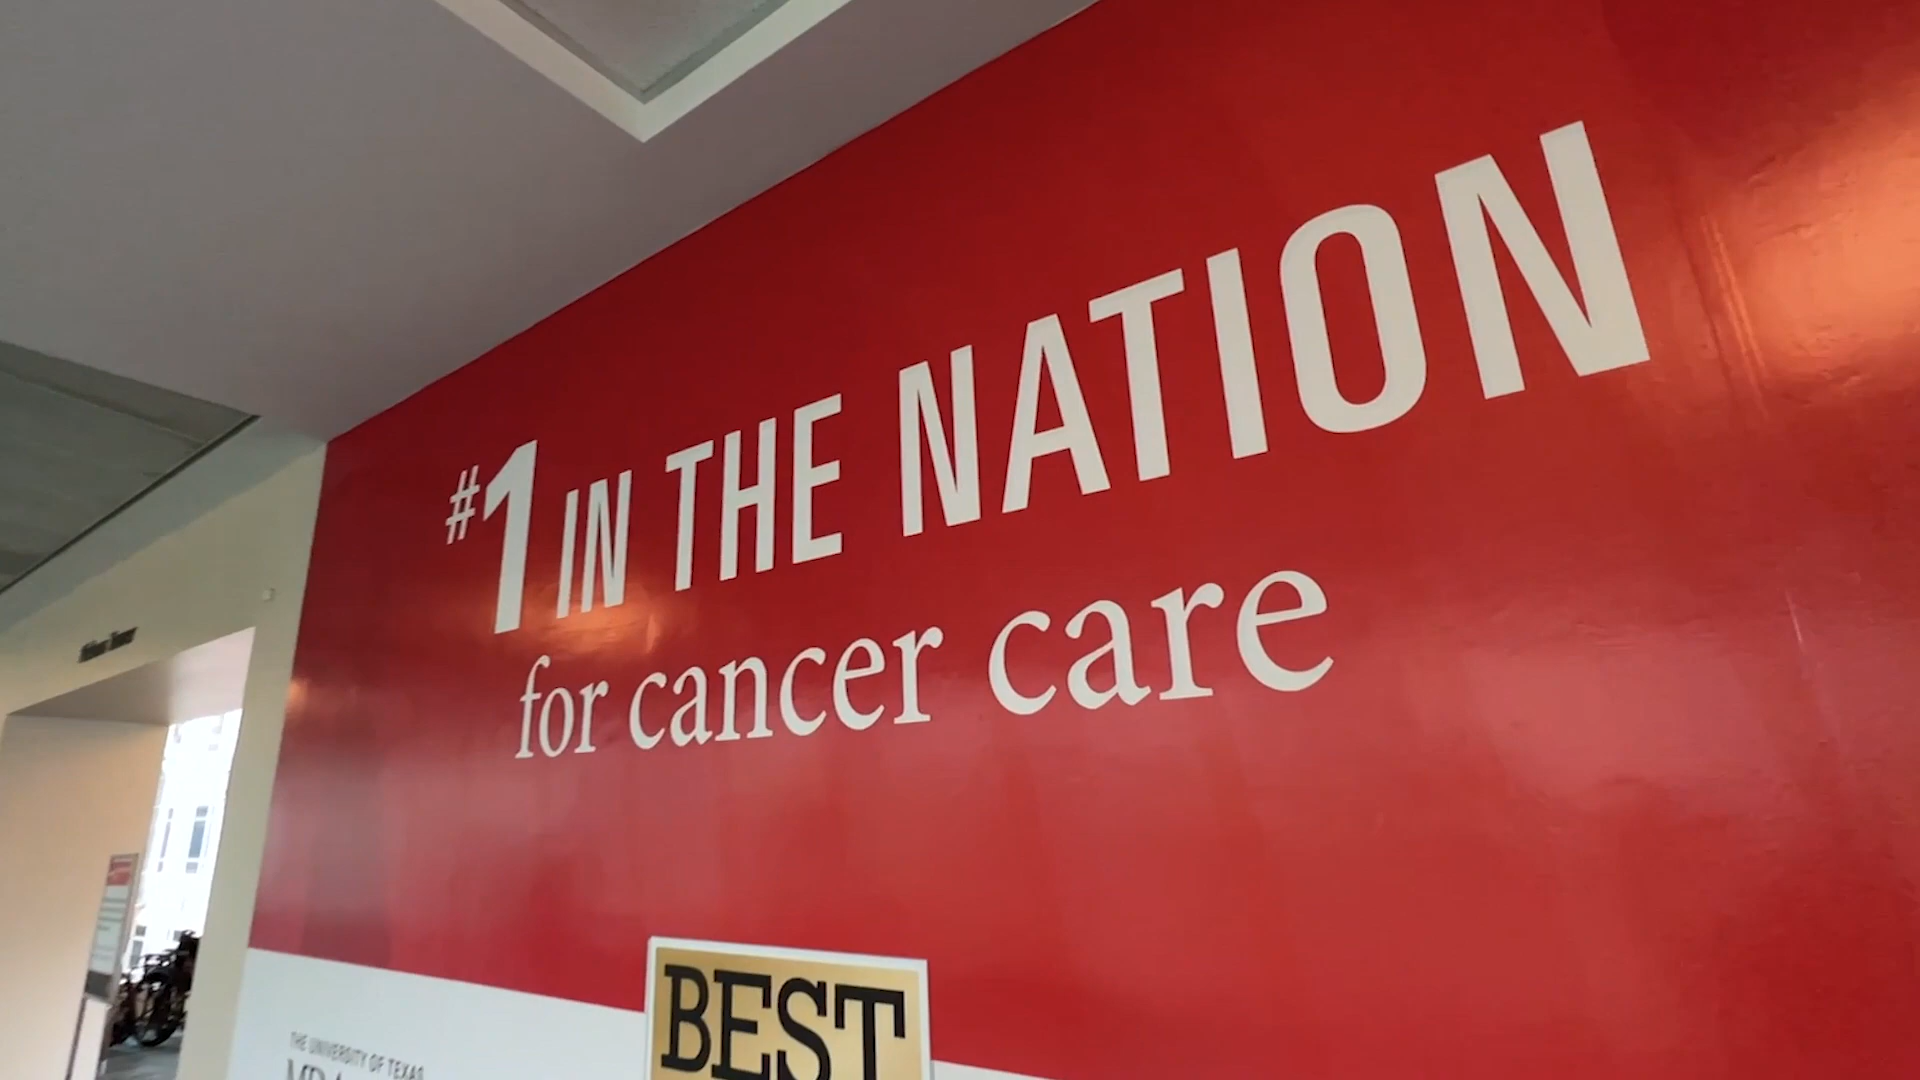 #1 IN THE NATION
for cancer care
BEST
THE UNIVERSITY OF TEXAS